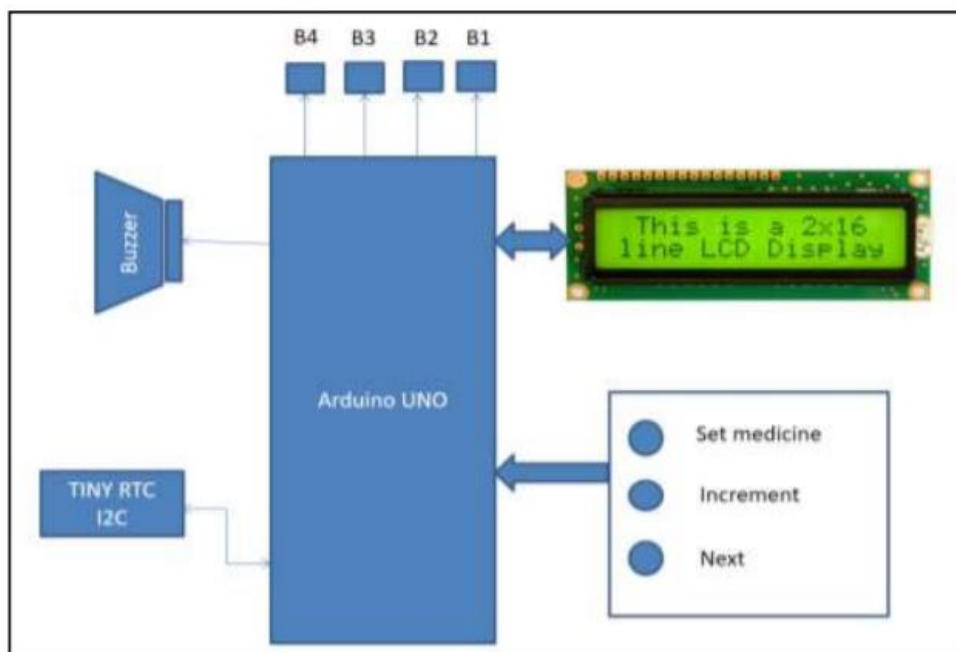 B4 B3 B2 B1
Buzzer
This is a 2x16
line LCD Display
Arduino UNO
TINY RTC
I2C
Set medicine
Increment
Next